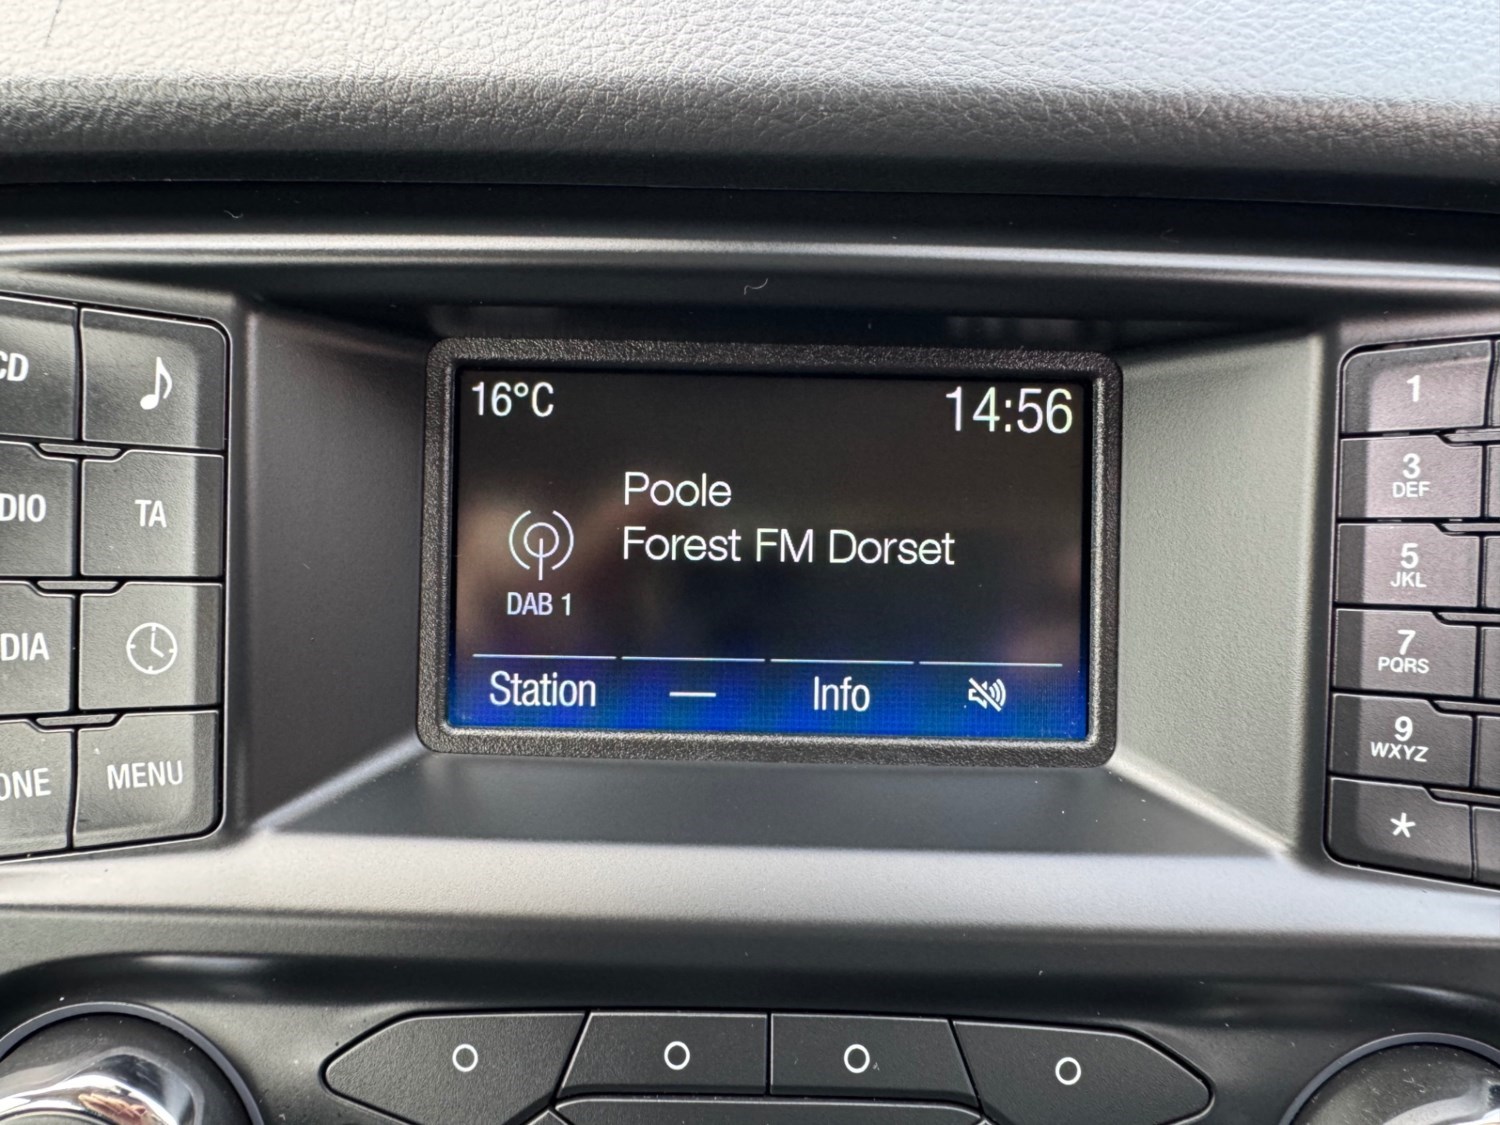 16°C
14:56
Poole
Forest FM Dorset
DAB 1
Station
—
Info
CD
DIO
TA
DIA
ONE
MENU
1
3
DEF
5
JKL
7
PQRS
9
WXYZ
*